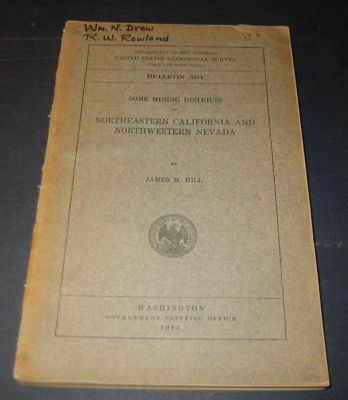 Wm. N. Drew
R. W. Rowland
DEPARTMENT OF THE INTERIOR
UNITED STATES GEOLOGICAL SURVEY
BULLETIN 594
SOME MINING DISTRICTS
IN
NORTHEASTERN CALIFORNIA AND
NORTHWESTERN NEVADA
BY
JAMES M. HILL
WASHINGTON
GOVERNMENT PRINTING OFFICE
1915